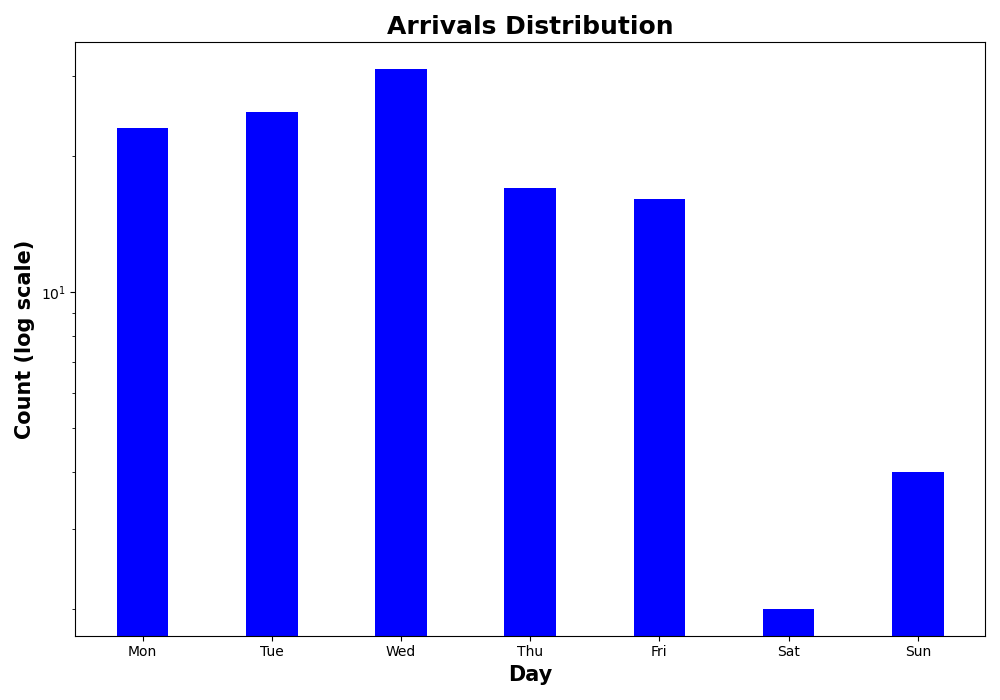 Arrivals Distribution
Count (log scale)
10¹
Mon Tue Wed Thu Fri Sat Sun
Day